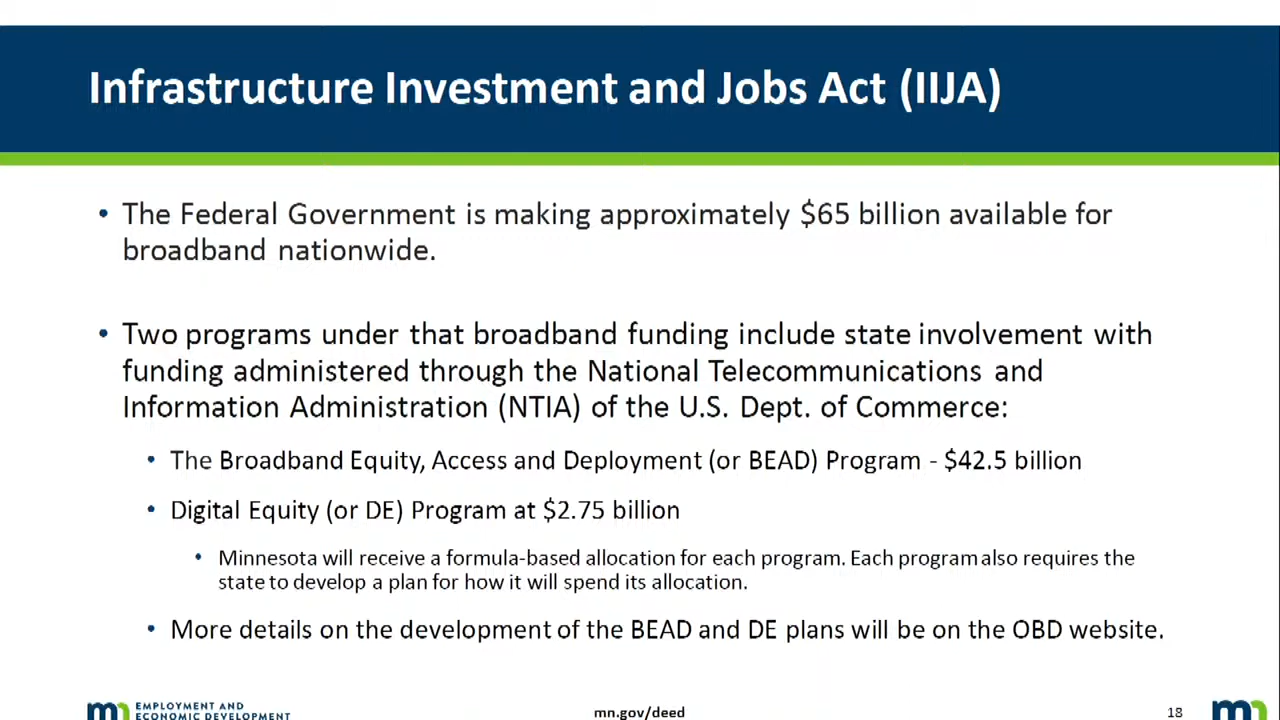 Infrastructure Investment and Jobs Act (IIJA)
• The Federal Government is making approximately $65 billion available for
broadband nationwide.
• Two programs under that broadband funding include state involvement with
funding administered through the National Telecommunications and
Information Administration (NTIA) of the U.S. Dept. of Commerce:
• The Broadband Equity, Access and Deployment (or BEAD) Program - $42.5 billion
• Digital Equity (or DE) Program at $2.75 billion
• Minnesota will receive a formula-based allocation for each program. Each program also requires the
state to develop a plan for how it will spend its allocation.
• More details on the development of the BEAD and DE plans will be on the OBD website.
mn EMPLOYMENT AND
ECONOMIC DEVELOPMENT
mn.gov/deed
18
mn